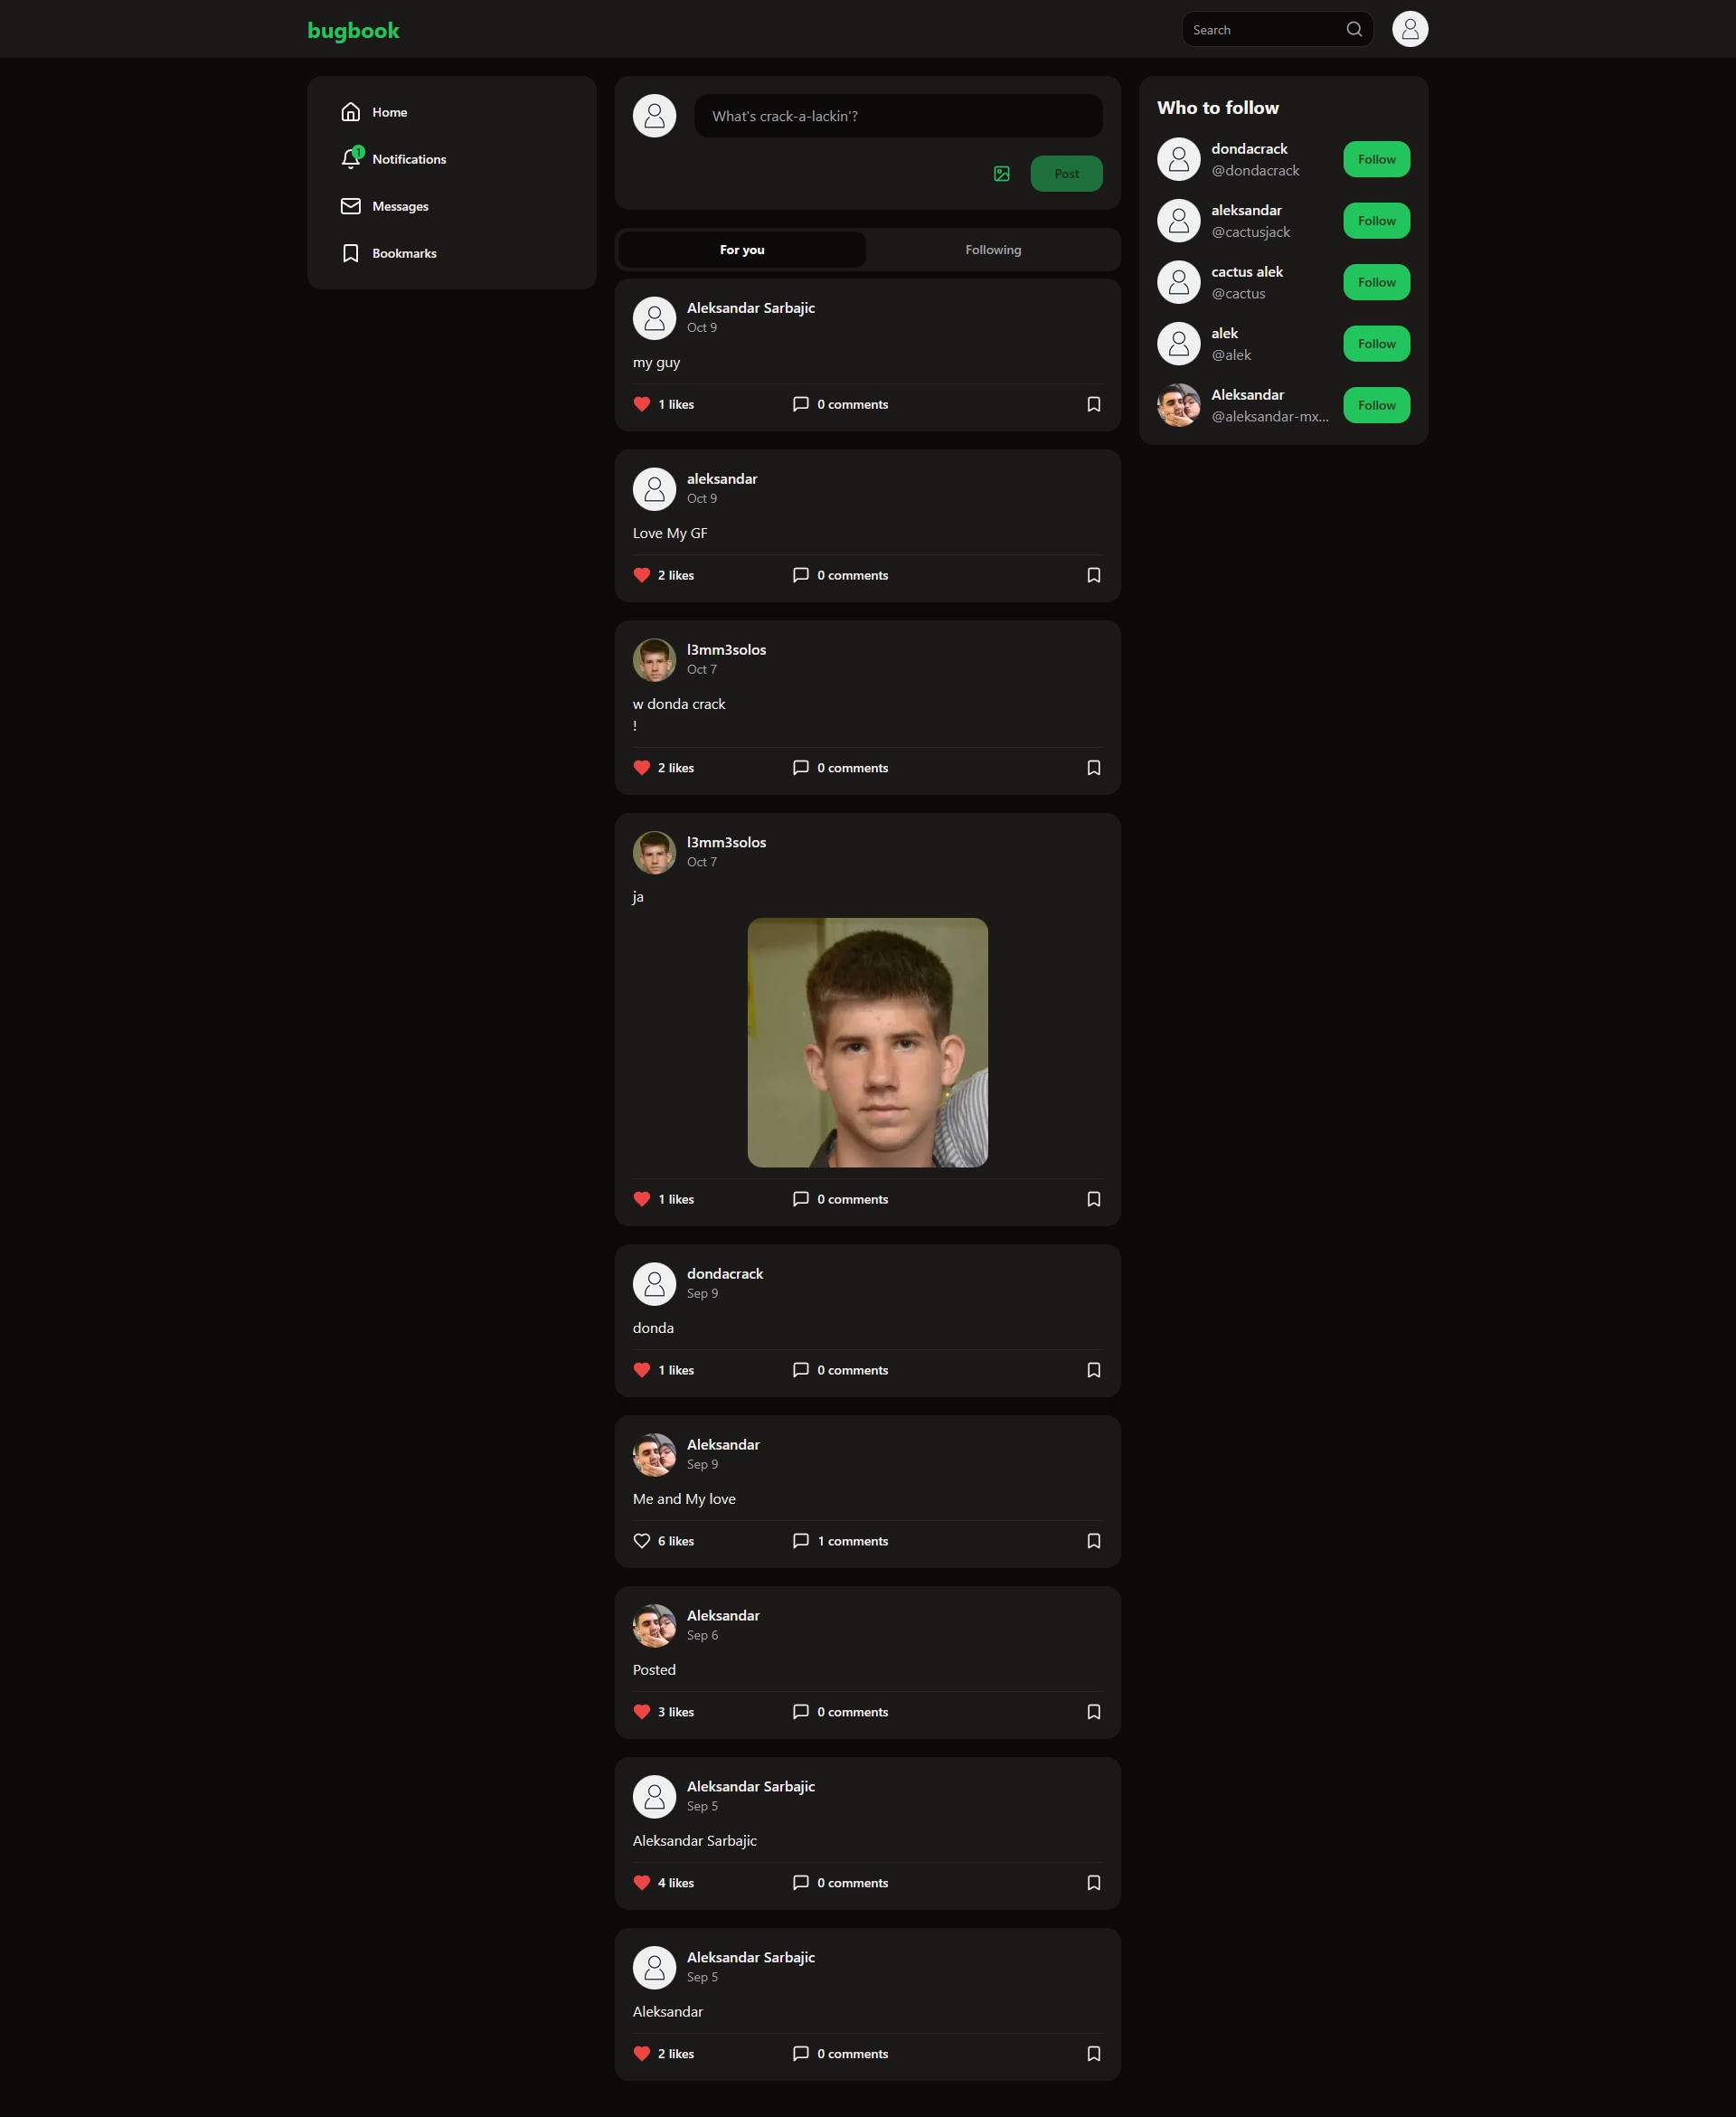 bugbook
Search
Home
1
Notifications
Messages
Bookmarks
What's crack-a-lackin'?
Post
For you
Following
Aleksandar Sarbajic
Oct 9
my guy
1 likes
0 comments
aleksandar
Oct 9
Love My GF
2 likes
0 comments
l3mm3solos
Oct 7
w donda crack
!
2 likes
0 comments
l3mm3solos
Oct 7
ja
1 likes
0 comments
dondacrack
Sep 9
donda
1 likes
0 comments
Aleksandar
Sep 9
Me and My love
6 likes
1 comments
Aleksandar
Sep 6
Posted
3 likes
0 comments
Aleksandar Sarbajic
Sep 5
Aleksandar Sarbajic
4 likes
0 comments
Aleksandar Sarbajic
Sep 5
Aleksandar
2 likes
0 comments
Who to follow
dondacrack
@dondacrack
Follow
aleksandar
@cactusjack
Follow
cactus alek
@cactus
Follow
alek
@alek
Follow
Aleksandar
@aleksandar-mx...
Follow